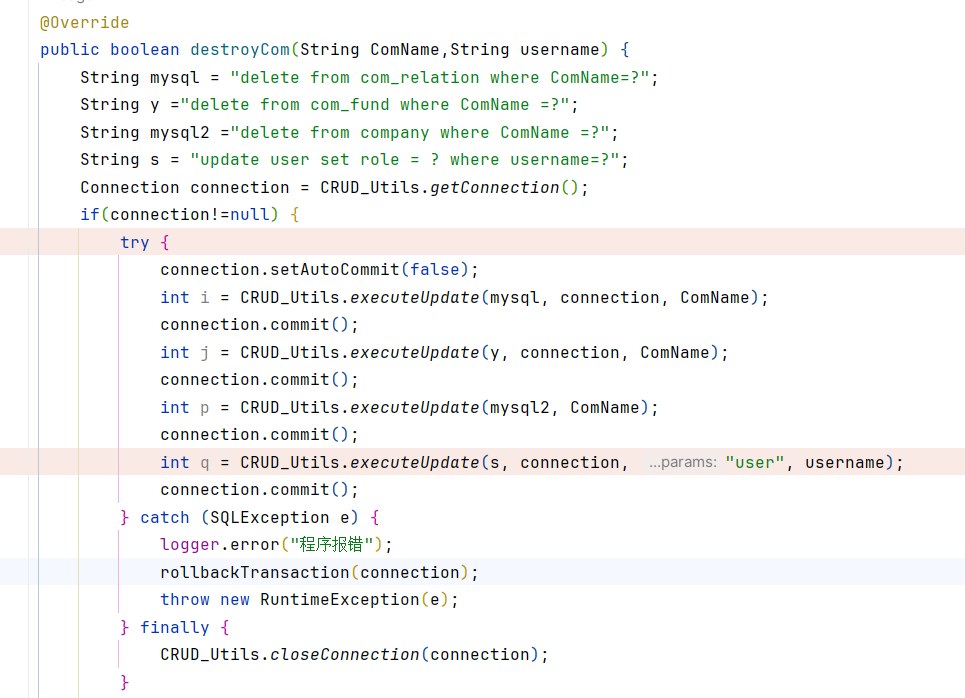 @Override
public boolean destroyCom(String ComName,String username) {
String mysql = "delete from com_relation where ComName=?";
String y ="delete from com_fund where ComName =?";
String mysql2 ="delete from company where ComName =?";
String s = "update user set role = ? where username=?";
Connection connection = CRUD_Utils.getConnection();
if(connection!=null) {
try {
connection.setAutoCommit(false);
int i = CRUD_Utils.executeUpdate(mysql, connection, ComName);
connection.commit();
int j = CRUD_Utils.executeUpdate(y, connection, ComName);
connection.commit();
int p = CRUD_Utils.executeUpdate(mysql2, ComName);
connection.commit();
int q = CRUD_Utils.executeUpdate(s, connection, ...params: "user", username);
connection.commit();
} catch (SQLException e) {
logger.error("程序报错");
rollbackTransaction(connection);
throw new RuntimeException(e);
} finally {
CRUD_Utils.closeConnection(connection);
}